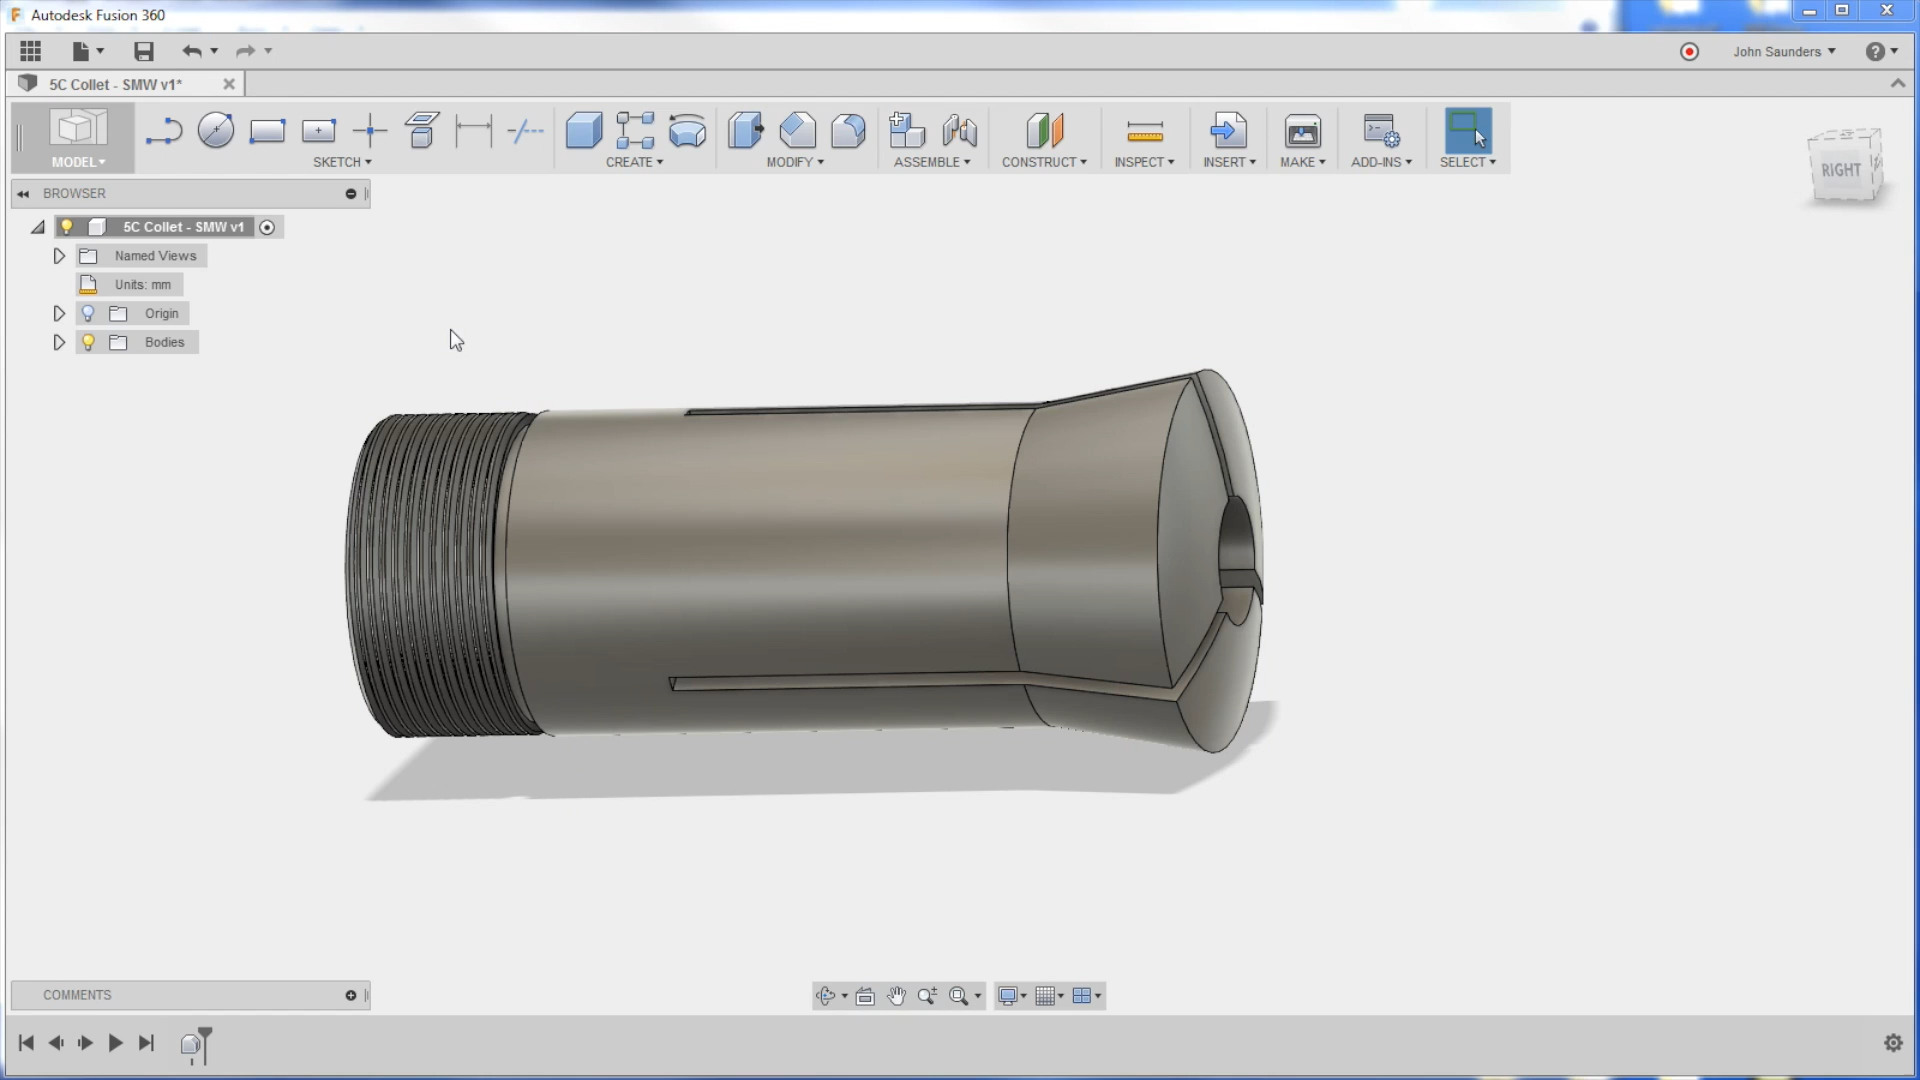 Autodesk Fusion 360
John Saunders
5C Collet - SMW v1*
MODEL
SKETCH
CREATE
MODIFY
ASSEMBLE
CONSTRUCT
INSPECT
INSERT
MAKE
ADD-INS
SELECT
RIGHT
BROWSER
5C Collet - SMW v1
Named Views
Units: mm
Origin
Bodies
COMMENTS